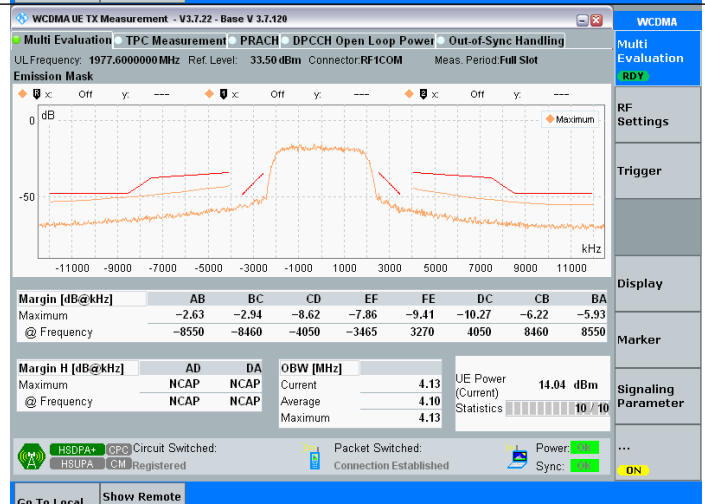 WCDMA UE TX Measurement - V3.7.22 - Base V 3.7.120
WCDMA
Multi Evaluation TPC Measurement PRACH DPCCH Open Loop Power Out-of-Sync Handling
Multi
Evaluation
RDY
UL Frequency: 1977.6000000 MHz Ref. Level: 33.50 dBm Connector:RF1COM Meas. Period:Full Slot
Emission Mask
x: Off y: --- x: Off y: --- x: Off y: ---
RF
Settings
dB
Maximum
0
Trigger
-50
kHz
-11000 -9000 -7000 -5000 -3000 -1000 1000 3000 5000 7000 9000 11000
Display
Margin [dB@kHz] AB BC CD EF FE DC CB BA
Maximum −2.63 −2.94 −8.62 −7.86 −9.41 −10.27 −6.22 −5.93
@ Frequency −8550 −8460 −4050 −3465 3270 4050 8460 8550
Marker
Margin H [dB@kHz] AD DA
Maximum NCAP NCAP
@ Frequency NCAP NCAP
OBW [MHz]
Current 4.13
Average 4.10
Maximum 4.13
UE Power
(Current)
14.04 dBm
Statistics 10 / 10
Signaling
Parameter
HSDPA+ CPC Circuit Switched: Packet Switched: Power: OK
HSUPA CM Registered Connection Established Sync: OK
...
ON
Go To Local
Show Remote